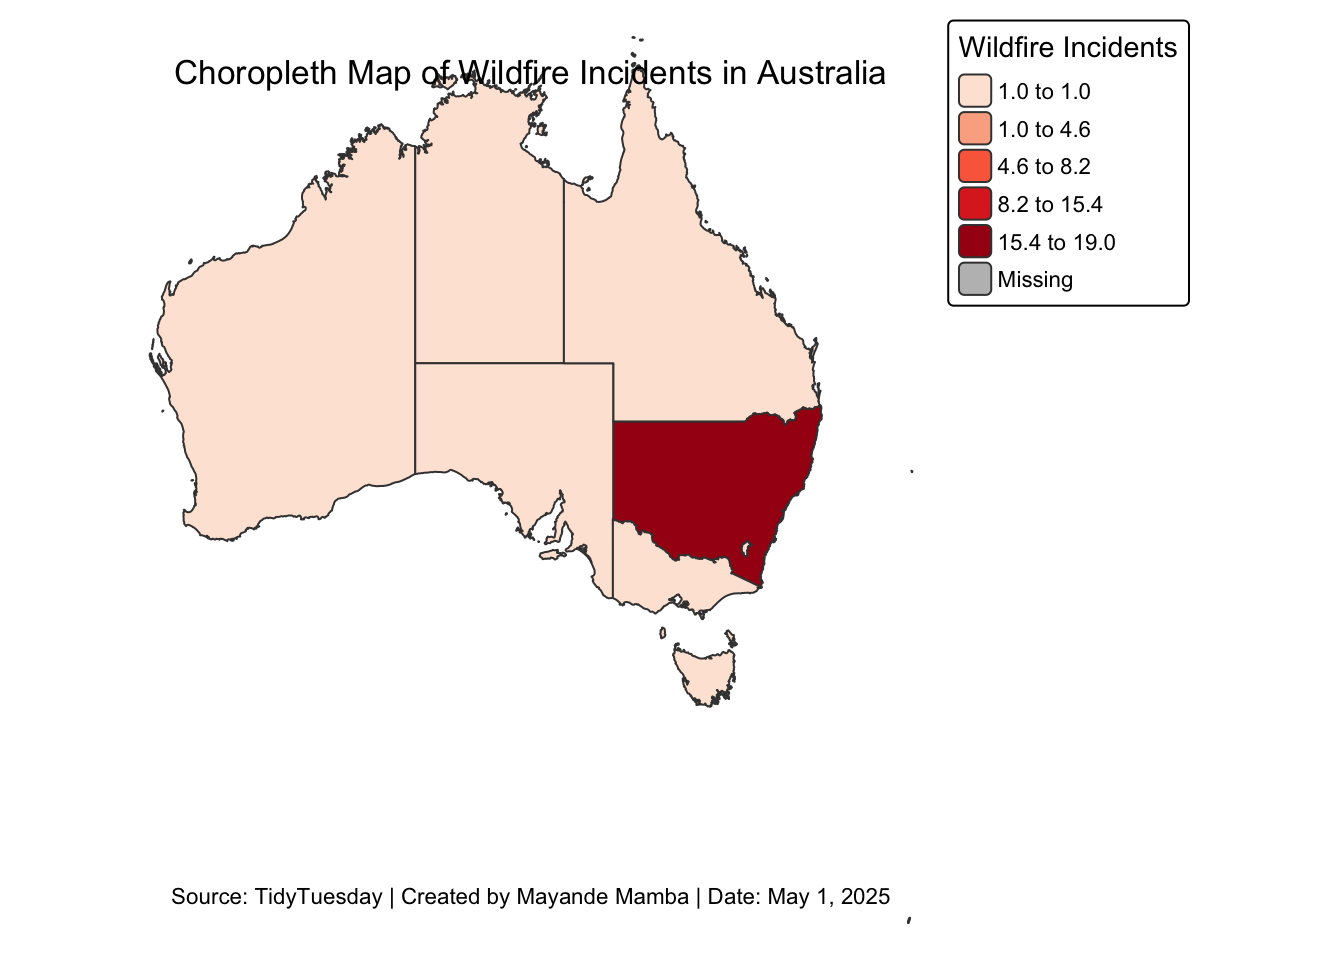 Choropleth Map of Wildfire Incidents in Australia
Wildfire Incidents
1.0 to 1.0
1.0 to 4.6
4.6 to 8.2
8.2 to 15.4
15.4 to 19.0
Missing
Source: TidyTuesday | Created by Mayande Mamba | Date: May 1, 2025